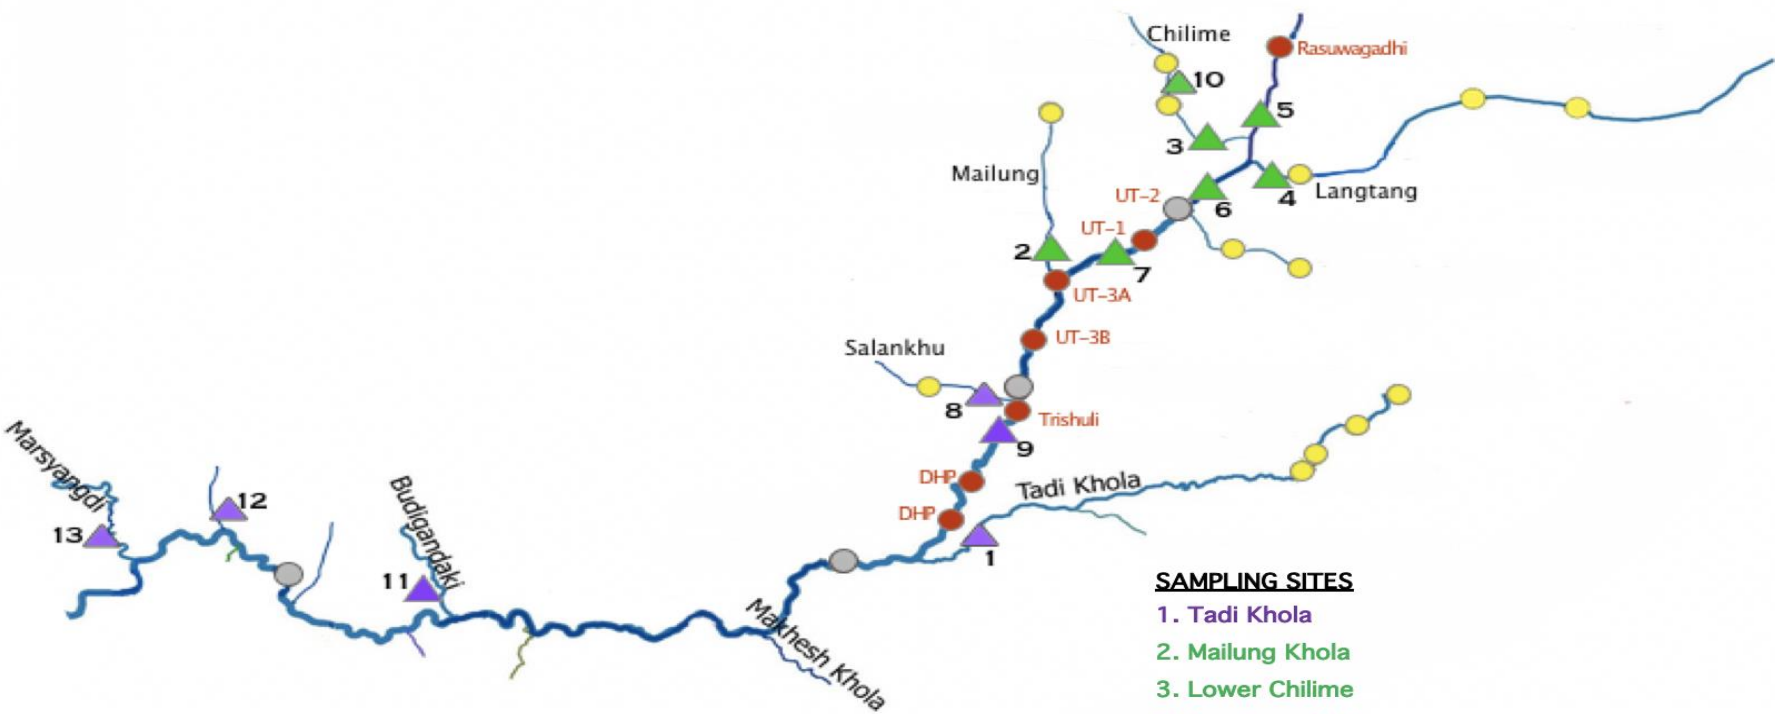 Chilime
Rasuwagadhi
10
5
3
Mailung
4
Langtang
UT-2
6
UT-1
2
7
UT-3A
UT-3B
Salankhu
8
Trishuli
9
DHP
Tadi Khola
DHP
1
Marsyangdi
12
13
Budigandaki
11
Makhesh Khola
SAMPLING SITES
1. Tadi Khola
2. Mailung Khola
3. Lower Chilime